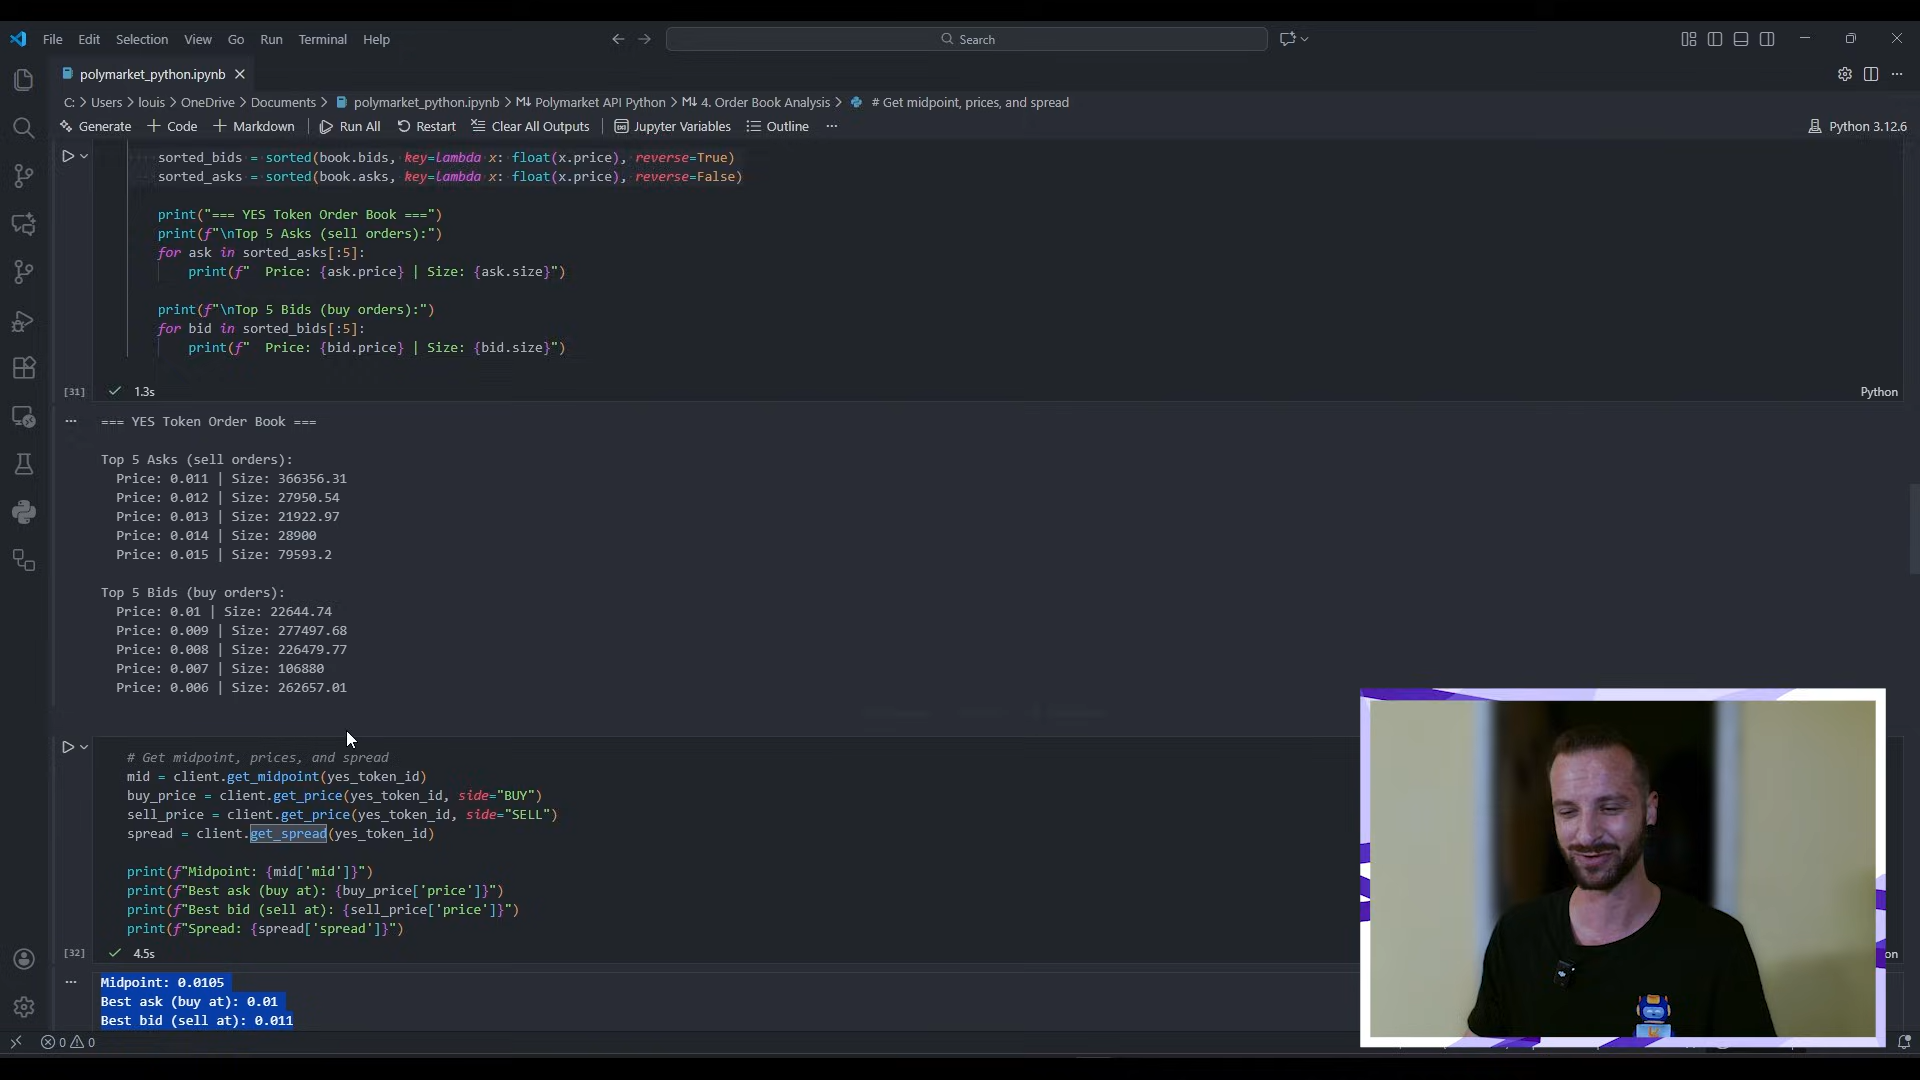 File Edit Selection View Go Run Terminal Help
Search
polymarket_python.ipynb
C: > Users > louis > OneDrive > Documents > polymarket_python.ipynb > M↓ Polymarket API Python > M↓ 4. Order Book Analysis > # Get midpoint, prices, and spread
Generate + Code + Markdown Run All Restart Clear All Outputs Jupyter Variables Outline ... Python 3.12.6
sorted_bids = sorted(book.bids, key=lambda x: float(x.price), reverse=True)
sorted_asks = sorted(book.asks, key=lambda x: float(x.price), reverse=False)
print("=== YES Token Order Book ===")
print(f"\nTop 5 Asks (sell orders):")
for ask in sorted_asks[:5]:
print(f"  Price: {ask.price} | Size: {ask.size}")
print(f"\nTop 5 Bids (buy orders):")
for bid in sorted_bids[:5]:
print(f"  Price: {bid.price} | Size: {bid.size}")
[31] ✓ 1.3s Python
=== YES Token Order Book ===
Top 5 Asks (sell orders):
Price: 0.011 | Size: 366356.31
Price: 0.012 | Size: 27950.54
Price: 0.013 | Size: 21922.97
Price: 0.014 | Size: 28900
Price: 0.015 | Size: 79593.2
Top 5 Bids (buy orders):
Price: 0.01 | Size: 22644.74
Price: 0.009 | Size: 277497.68
Price: 0.008 | Size: 226479.77
Price: 0.007 | Size: 106880
Price: 0.006 | Size: 262657.01
# Get midpoint, prices, and spread
mid = client.get_midpoint(yes_token_id)
buy_price = client.get_price(yes_token_id, side="BUY")
sell_price = client.get_price(yes_token_id, side="SELL")
spread = client.get_spread(yes_token_id)
print(f"Midpoint: {mid['mid']}")
print(f"Best ask (buy at): {buy_price['price']}")
print(f"Best bid (sell at): {sell_price['price']}")
print(f"Spread: {spread['spread']}")
[32] ✓ 4.5s on
Midpoint: 0.0105
Best ask (buy at): 0.01
Best bid (sell at): 0.011
0 0